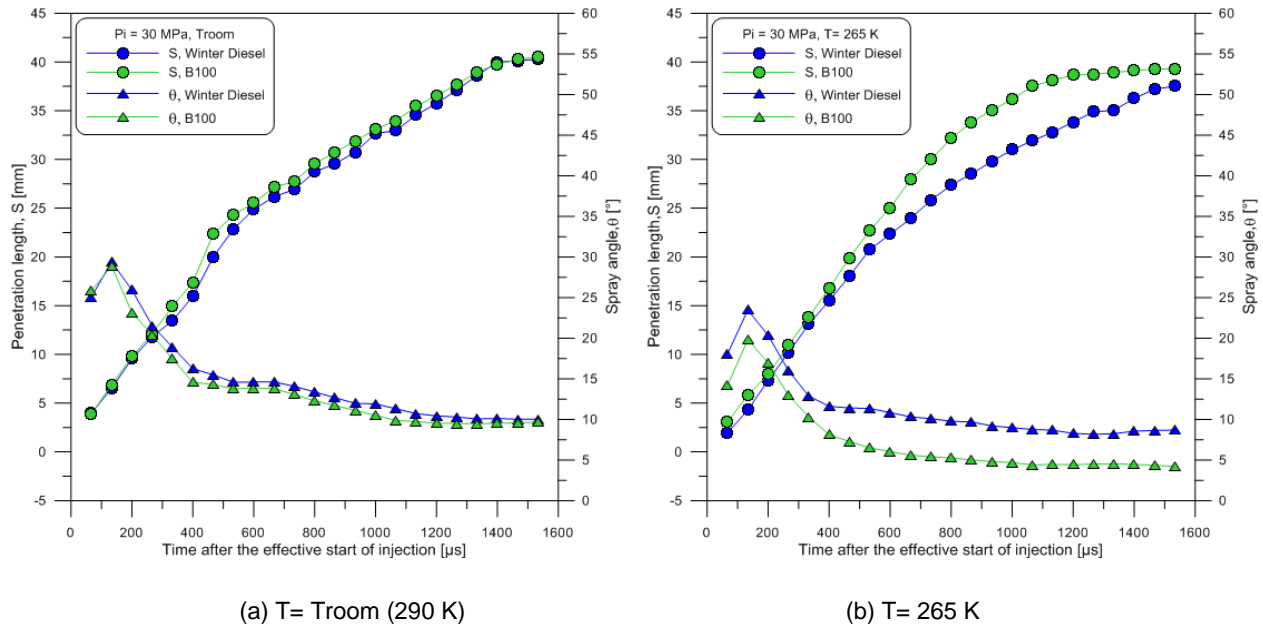 Pi = 30 MPa, Troom
S, Winter Diesel
S, B100
θ, Winter Diesel
θ, B100
45
40
35
30
25
20
15
10
5
0
-5
Penetration length, S [mm]
60
55
50
45
40
35
30
25
20
15
10
5
0
Spray angle,θ [°]
0 200 400 600 800 1000 1200 1400 1600
Time after the effective start of injection [µs]
(a) T= Troom (290 K)
Pi = 30 MPa, T= 265 K
S, Winter Diesel
S, B100
θ, Winter Diesel
θ, B100
45
40
35
30
25
20
15
10
5
0
-5
Penetration length,S [mm]
60
55
50
45
40
35
30
25
20
15
10
5
0
Spray angle,θ [°]
0 200 400 600 800 1000 1200 1400 1600
Time after the effective start of injection [µs]
(b) T= 265 K